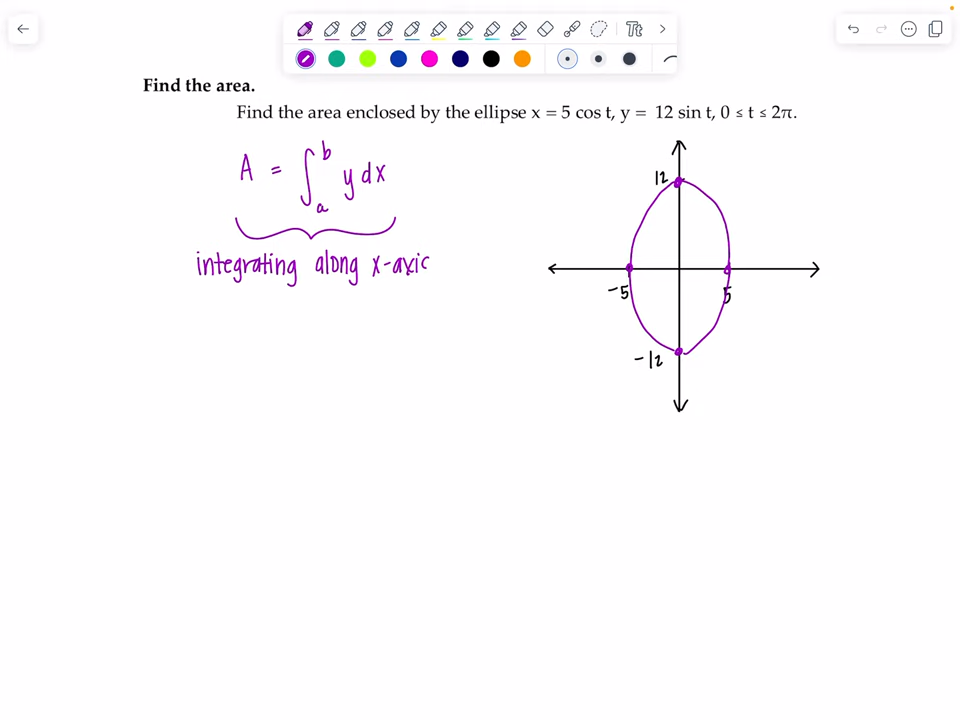 Tt
Find the area.
Find the area enclosed by the ellipse x = 5 cos t, y = 12 sin t, 0 ≤ t ≤ 2π.
A = ∫_a^b y dx
integrating along x-axic
12
-5
5
-12